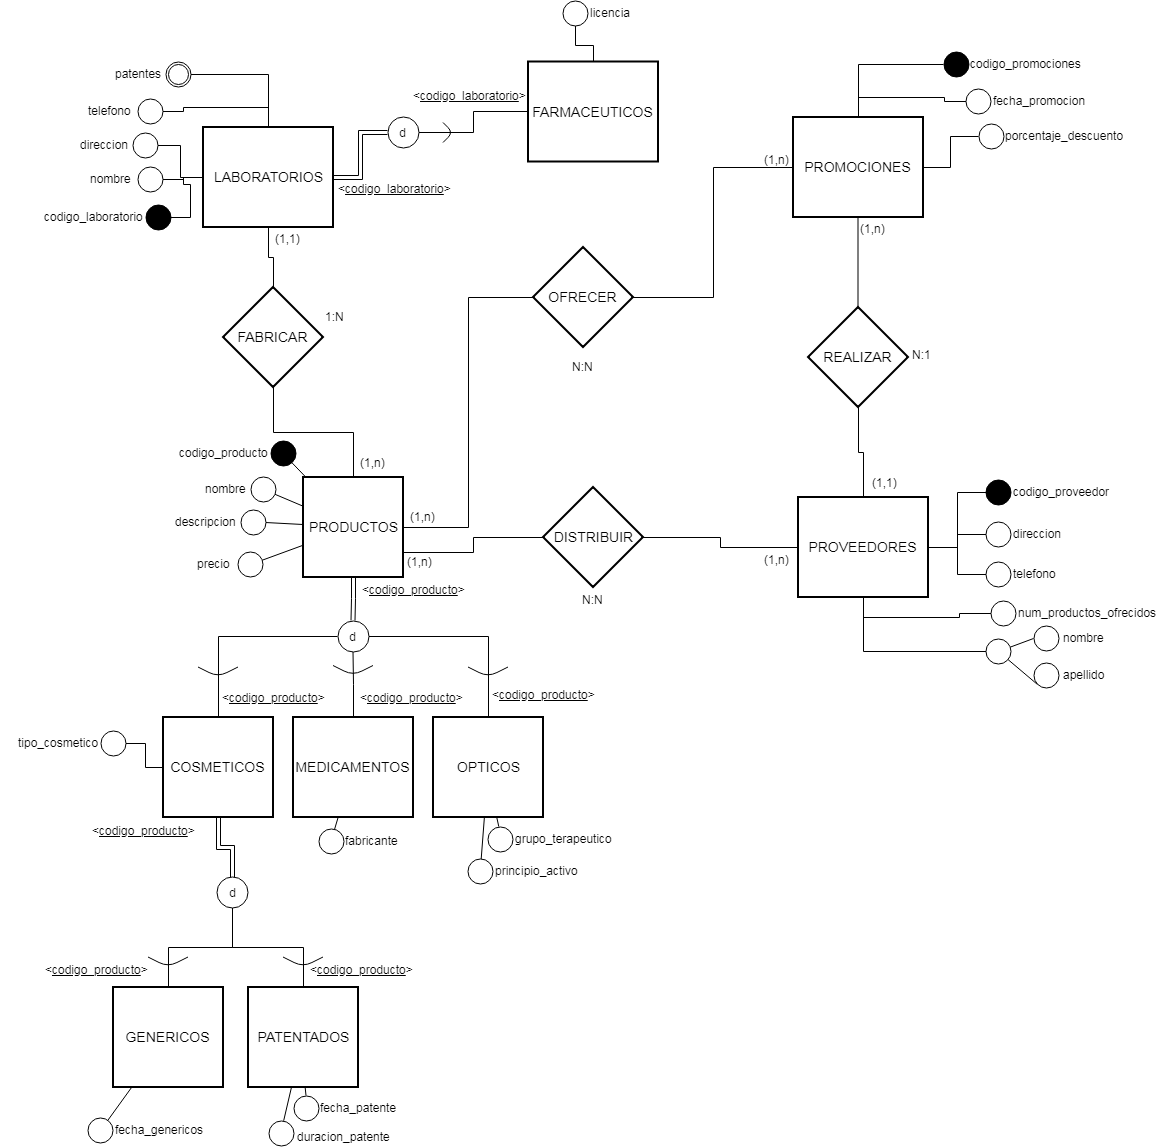 licencia
patentes
codigo_promociones
<codigo_laboratorio>
fecha_promocion
telefono
FARMACEUTICOS
d
porcentaje_descuento
direccion
(1,n)
PROMOCIONES
LABORATORIOS
nombre
<codigo_laboratorio>
codigo_laboratorio
(1,n)
(1,1)
OFRECER
1:N
FABRICAR
REALIZAR
N:1
N:N
codigo_producto
(1,n)
(1,1)
nombre
codigo_proveedor
(1,n)
descripcion
PRODUCTOS
direccion
DISTRIBUIR
PROVEEDORES
precio
(1,n)
(1,n)
telefono
<codigo_producto>
N:N
num_productos_ofrecidos
d
nombre
apellido
<codigo_producto>
<codigo_producto>
<codigo_producto>
tipo_cosmetico
COSMETICOS
MEDICAMENTOS
OPTICOS
<codigo_producto>
fabricante
grupo_terapeutico
principio_activo
d
<codigo_producto>
<codigo_producto>
GENERICOS
PATENTADOS
fecha_patente
fecha_genericos
duracion_patente